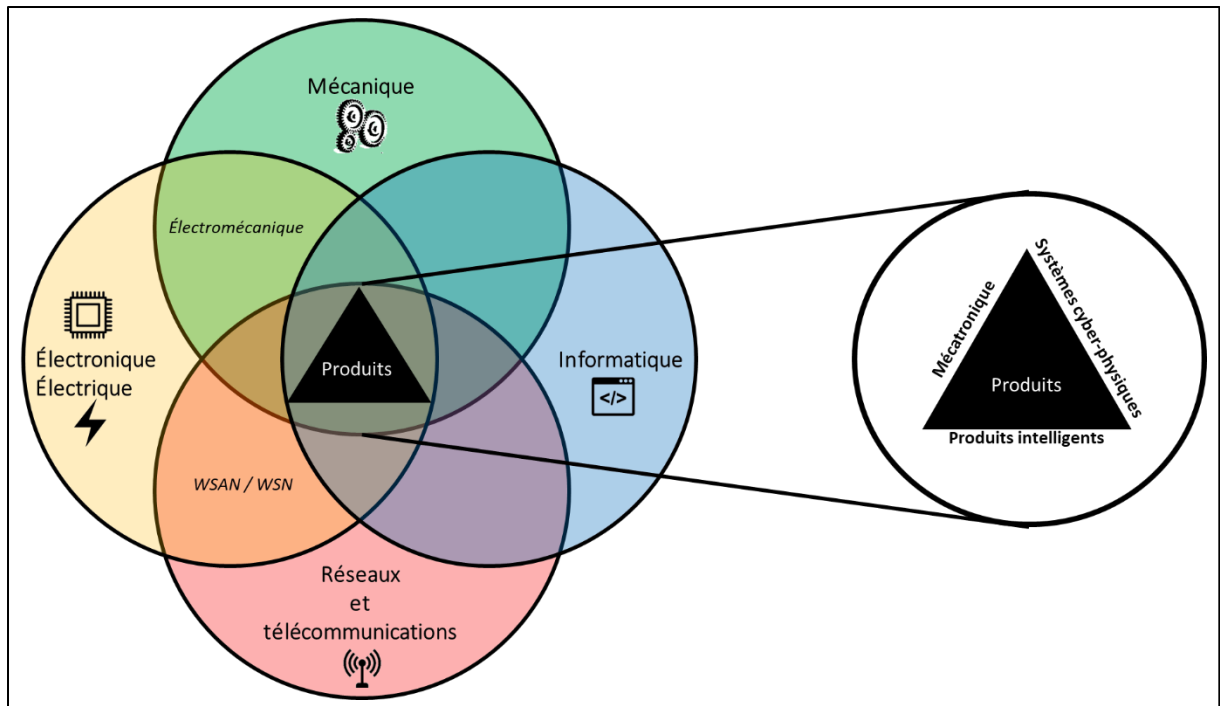 Mécanique
Électromécanique
Électronique
Électrique
Produits
Informatique
</>
WSAN / WSN
Réseaux
et
télécommunications
Mécatronique
Systèmes cyber-physiques
Produits
Produits intelligents